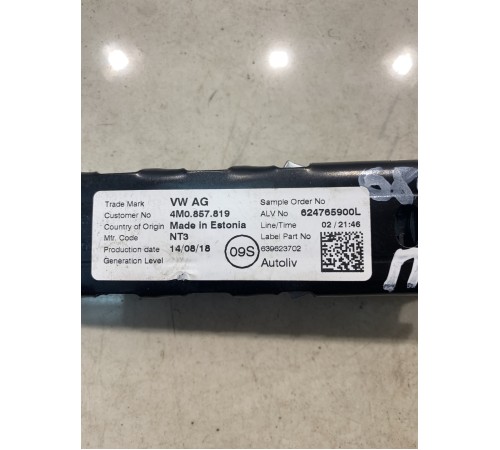 Trade Mark VW AG
Customer No 4M0.857.819
Country of Origin Made in Estonia
Mfr. Code NT3
Production date 14/08/18
Generation Level
09S
Sample Order No
ALV No 624765900L
Line/Time 02 / 21:46
Label Part No
639623702
Autoliv